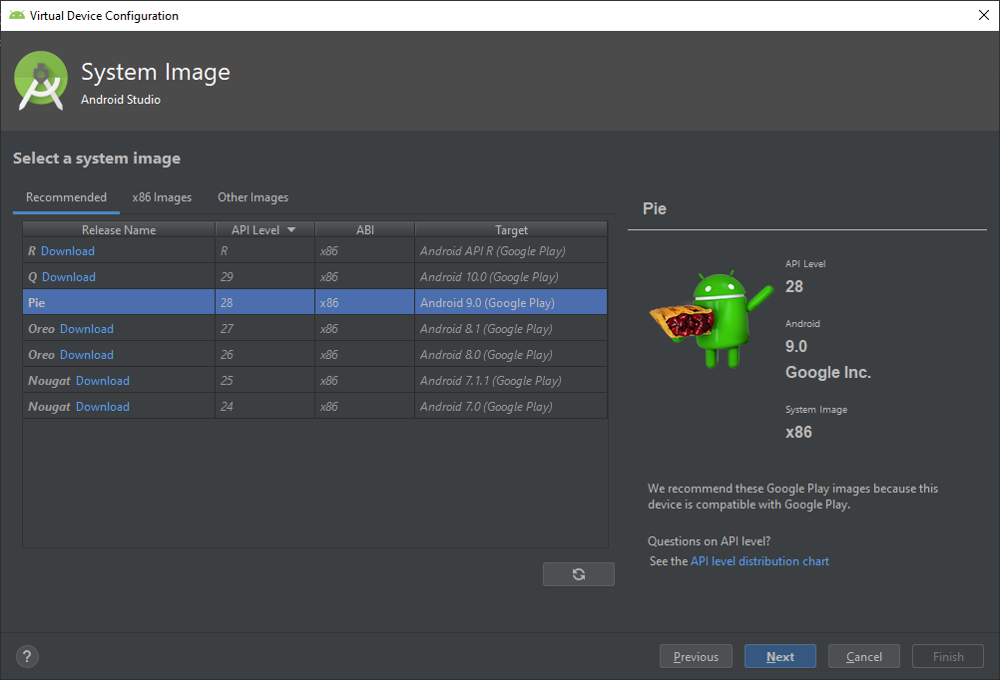 Virtual Device Configuration
System Image
Android Studio
Select a system image
Recommended x86 Images Other Images
Release Name API Level ABI Target
R Download R x86 Android API R (Google Play)
Q Download 29 x86 Android 10.0 (Google Play)
Pie 28 x86 Android 9.0 (Google Play)
Oreo Download 27 x86 Android 8.1 (Google Play)
Oreo Download 26 x86 Android 8.0 (Google Play)
Nougat Download 25 x86 Android 7.1.1 (Google Play)
Nougat Download 24 x86 Android 7.0 (Google Play)
Pie
API Level
28
Android
9.0
Google Inc.
System Image
x86
We recommend these Google Play images because this
device is compatible with Google Play.
Questions on API level?
See the API level distribution chart
? Previous Next Cancel Finish